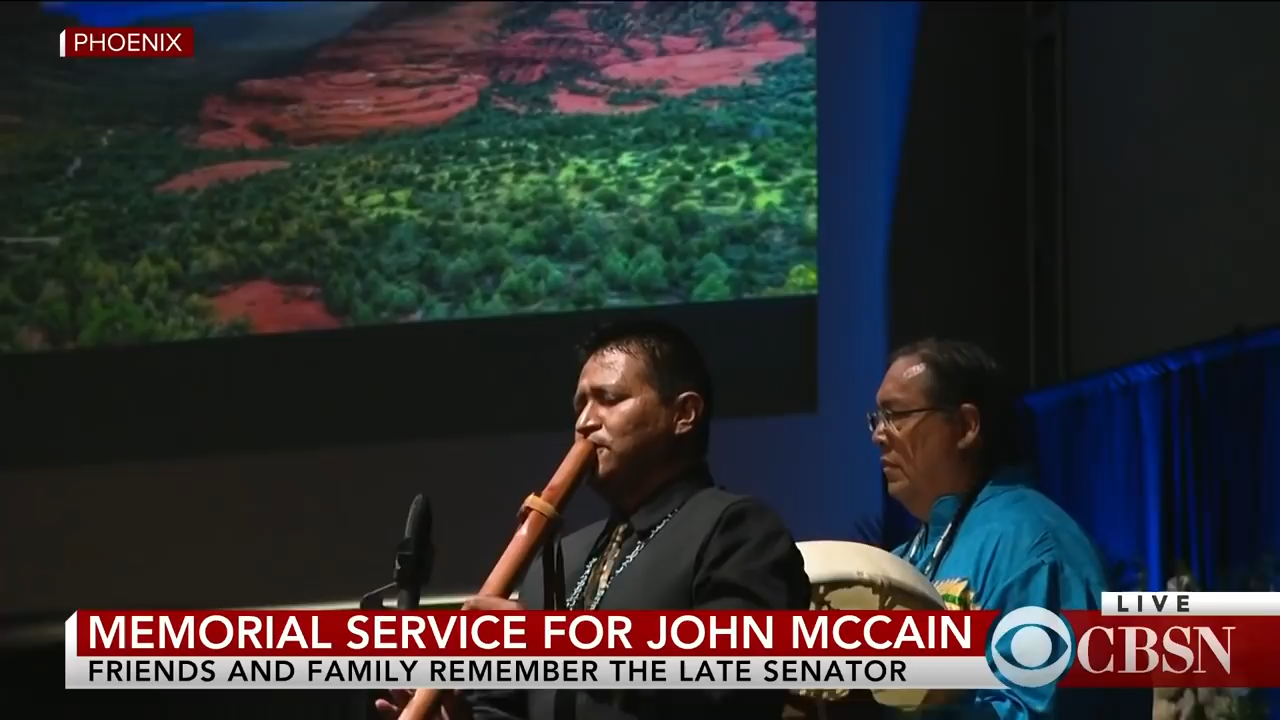 PHOENIX
LIVE
MEMORIAL SERVICE FOR JOHN MCCAIN
FRIENDS AND FAMILY REMEMBER THE LATE SENATOR
CBSN